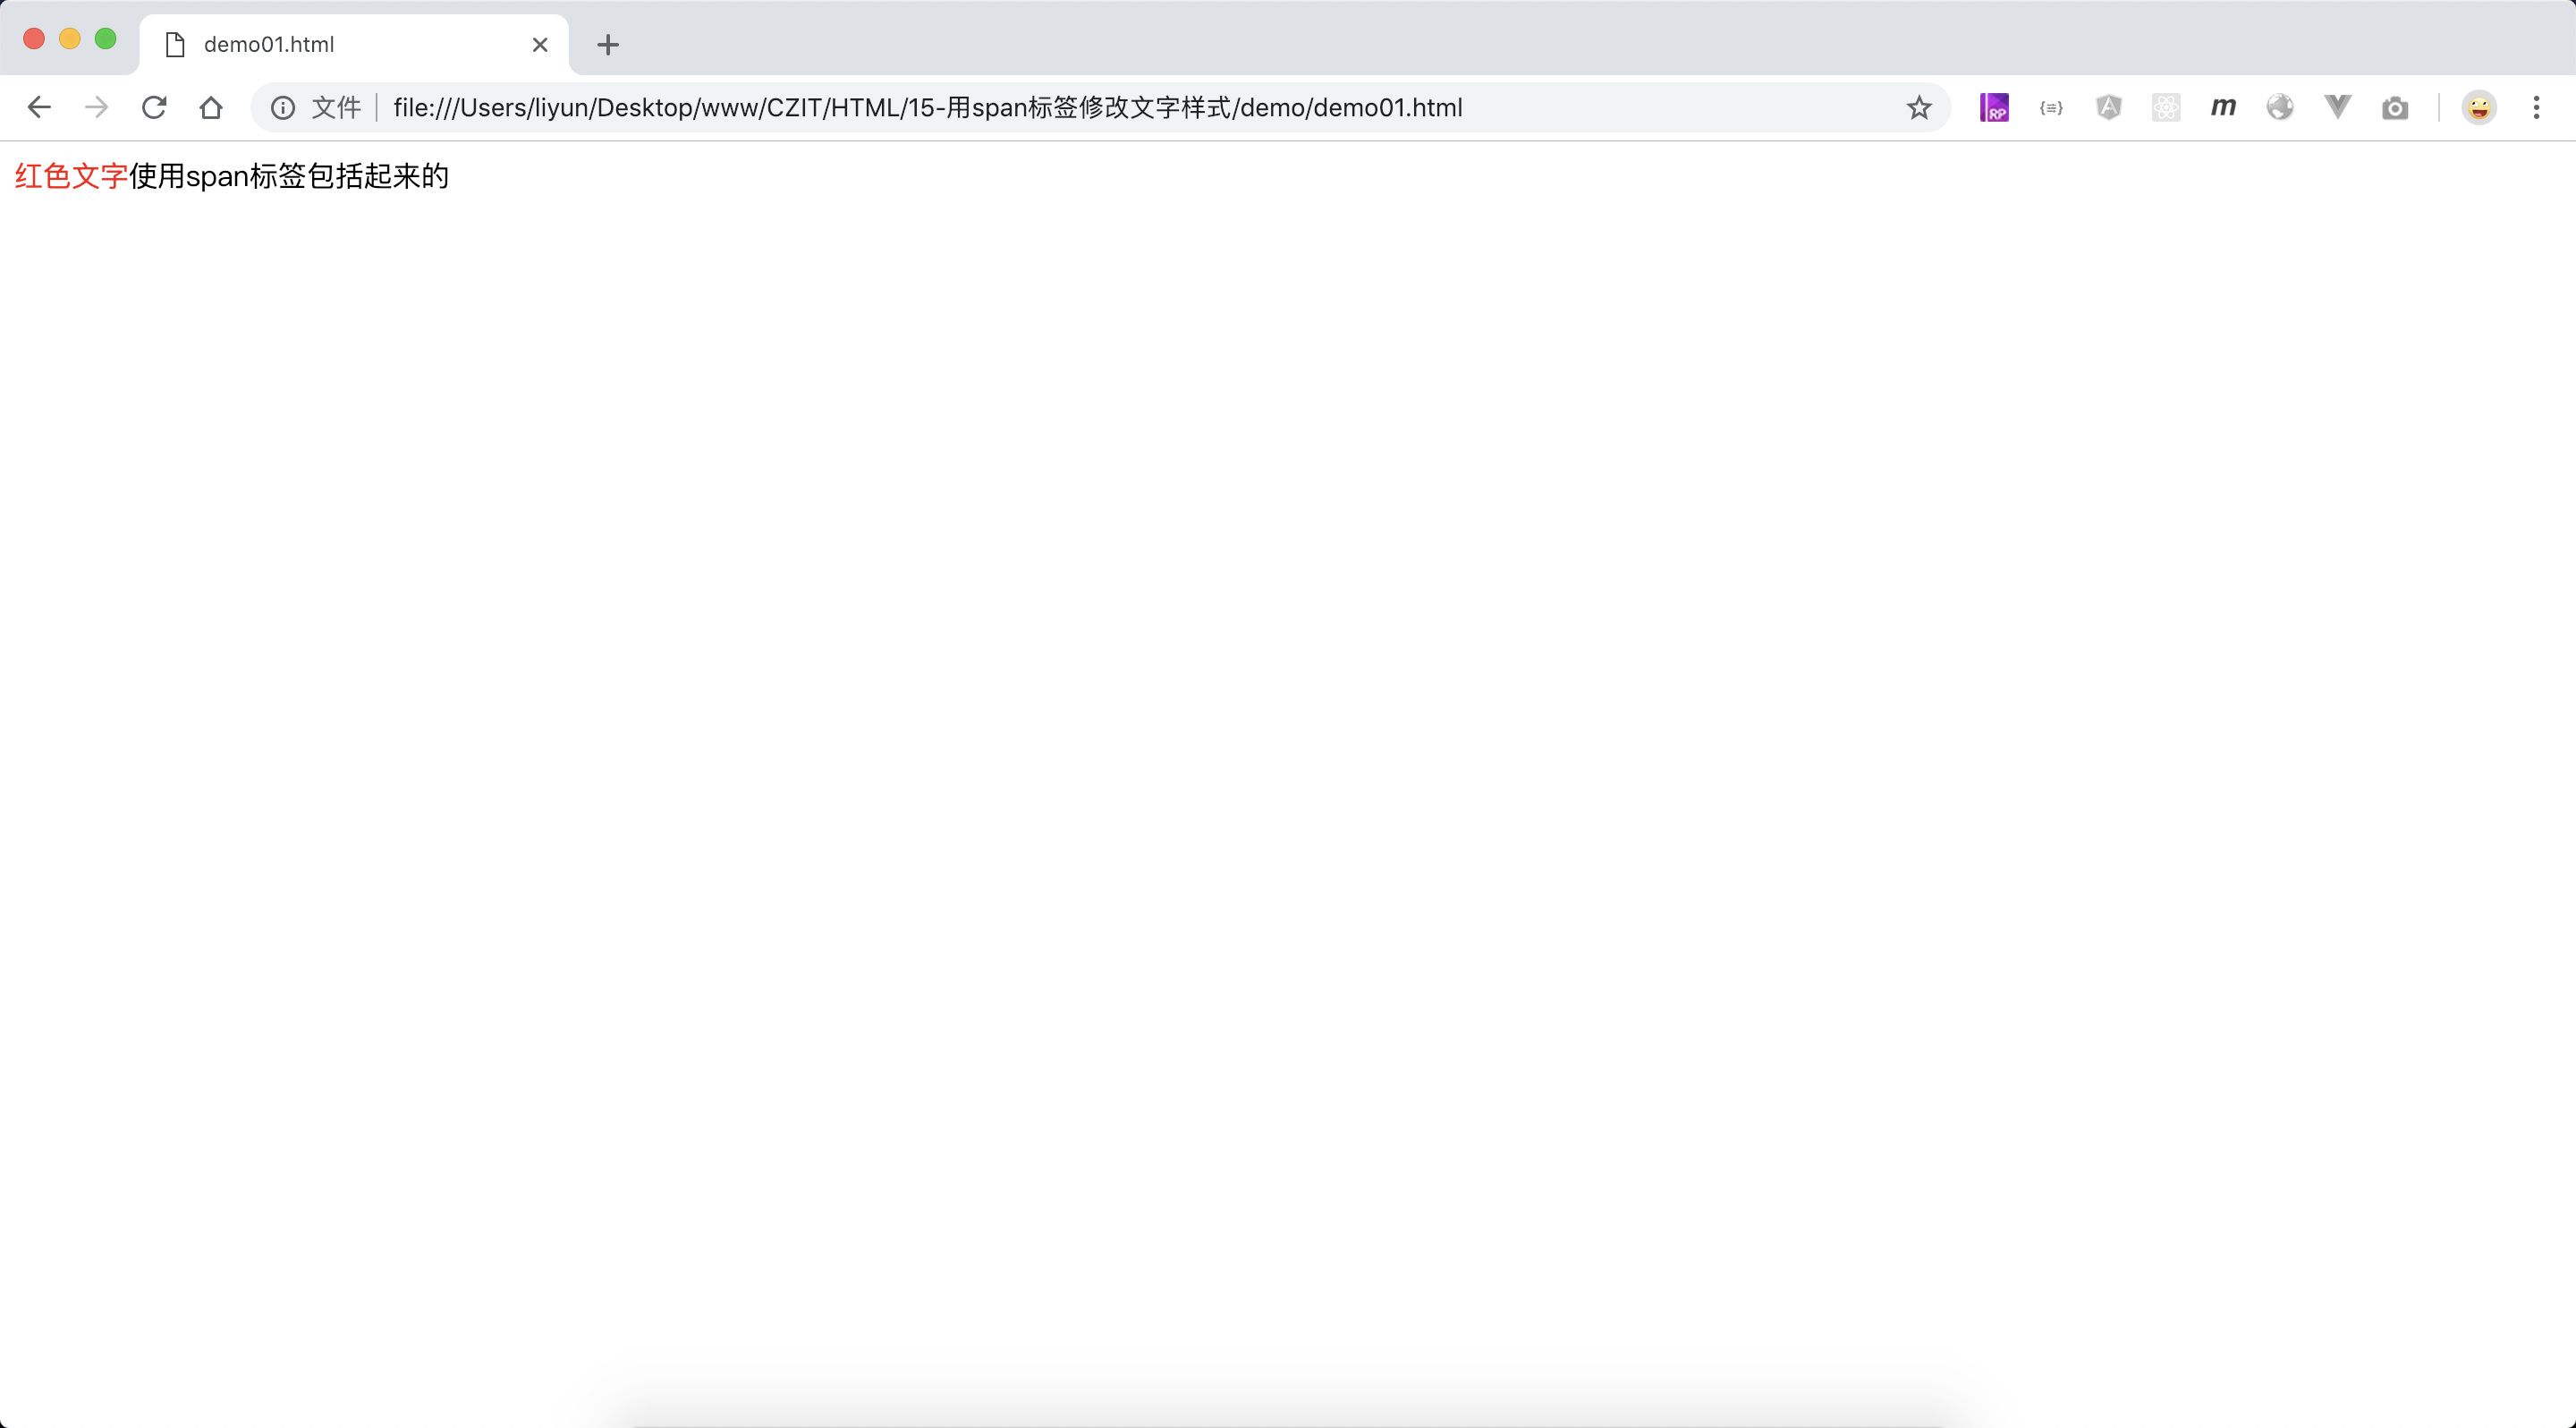 demo01.html
文件 file:///Users/liyun/Desktop/www/CZIT/HTML/15-用span标签修改文字样式/demo/demo01.html
RP
m
红色文字使用span标签包括起来的